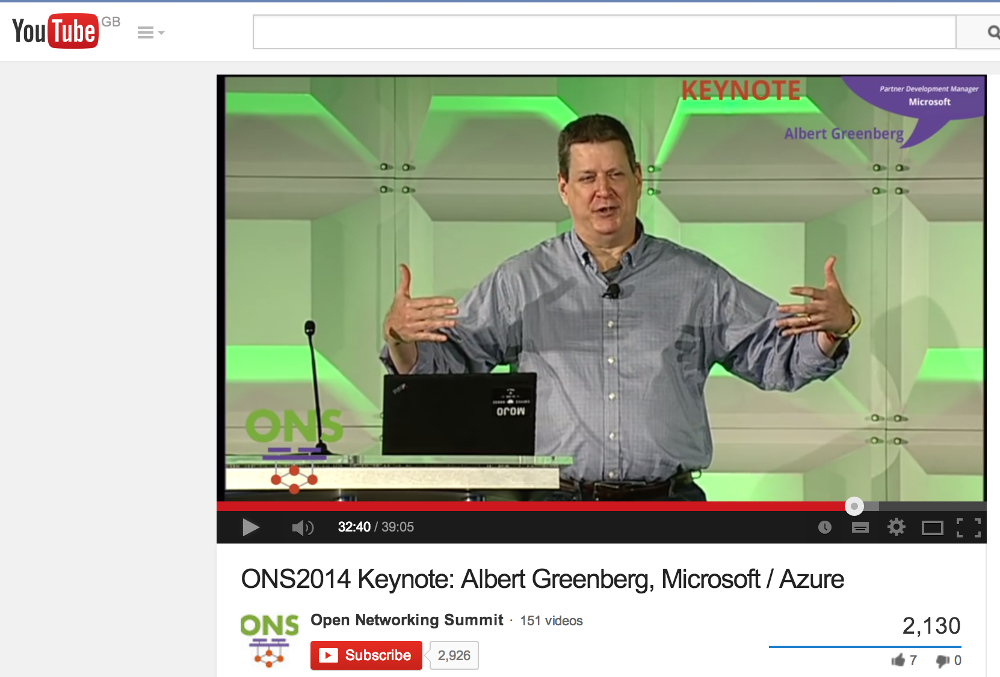 YouTube GB
KEYNOTE
Partner Development Manager
Microsoft
Albert Greenberg
MOJO
ONS
32:40 / 39:05
ONS2014 Keynote: Albert Greenberg, Microsoft / Azure
ONS
Open Networking Summit · 151 videos
2,130
Subscribe 2,926
7 0